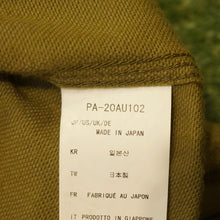 PA-20AU102
JP/US/UK/DE
MADE IN JAPAN
KR 일본산
TW 日本製
FR FABRIQUÉ AU JAPON
IT PRODOTTO IN GIAPPONE